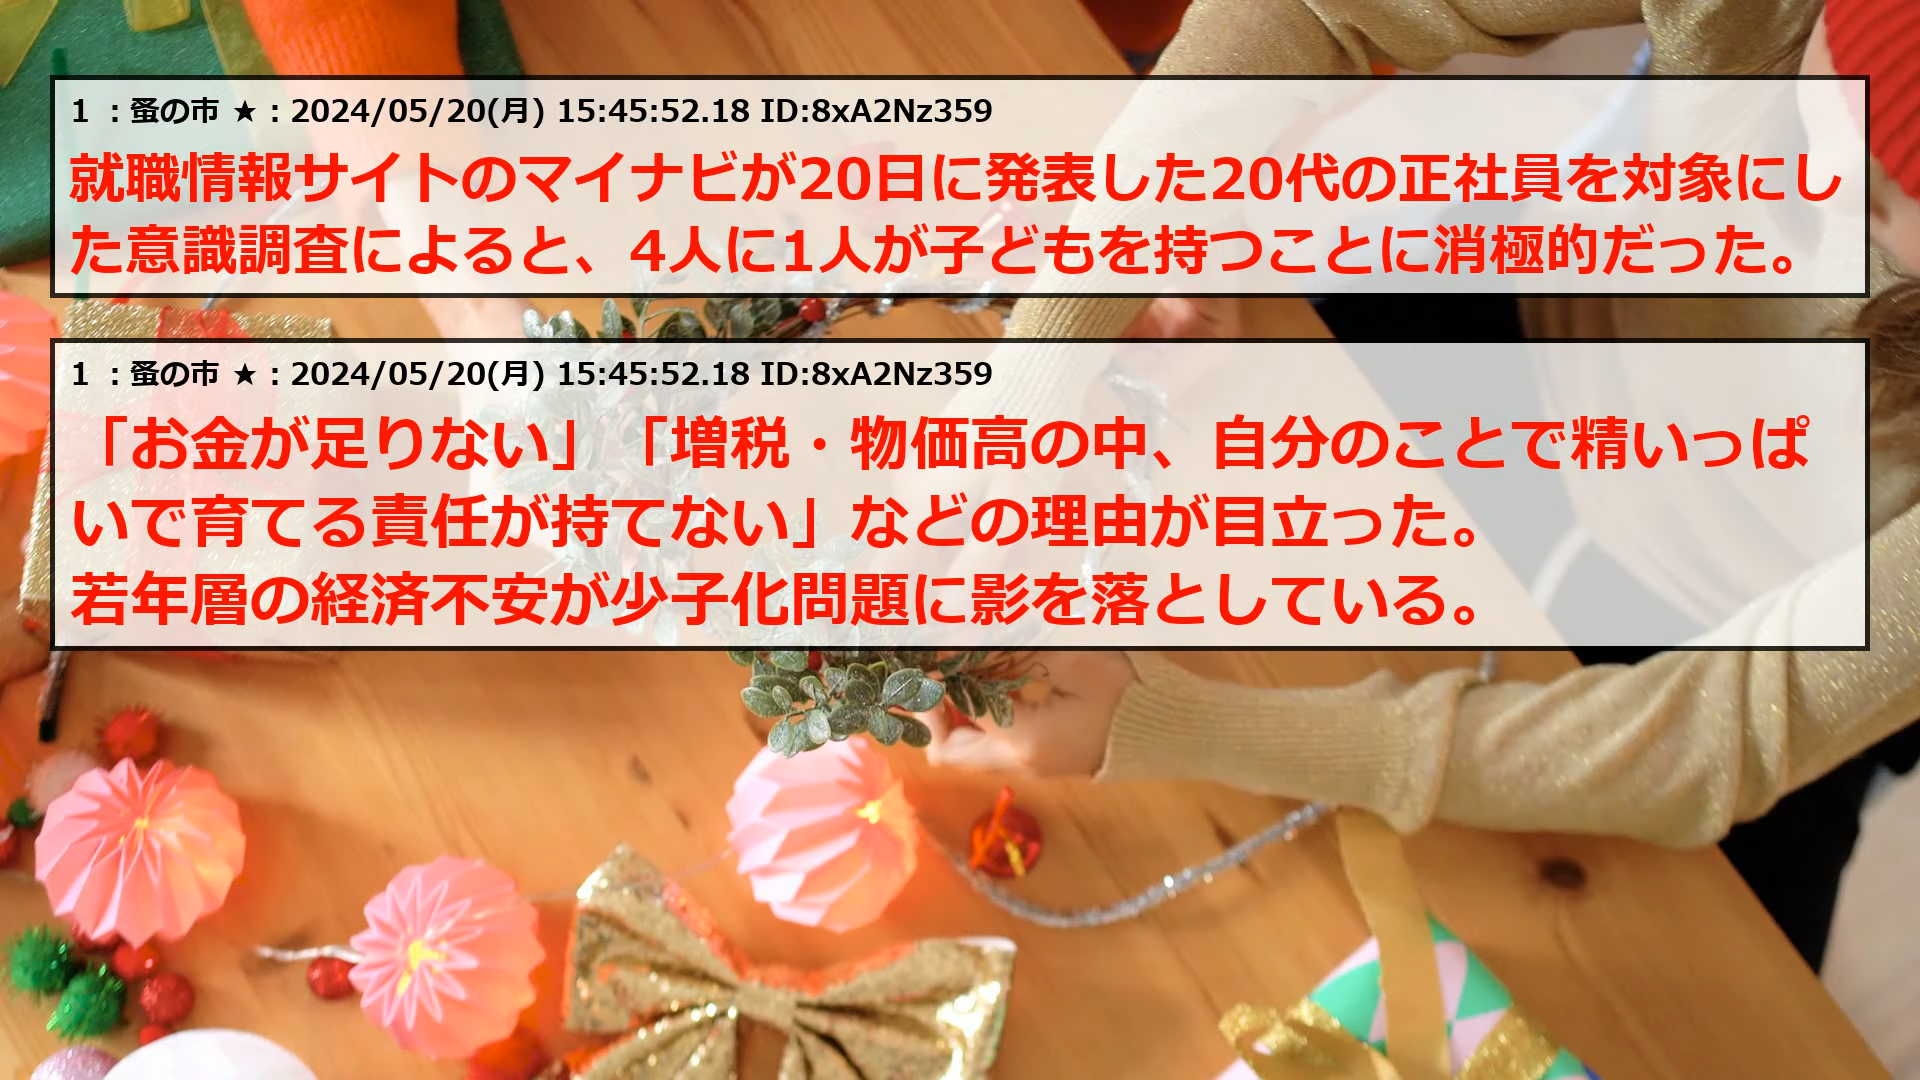 1 ：蚤の市 ★：2024/05/20(月) 15:45:52.18 ID:8xA2Nz359
就職情報サイトのマイナビが20日に発表した20代の正社員を対象にし
た意識調査によると、4人に1人が子どもを持つことに消極的だった。
1 ：蚤の市 ★：2024/05/20(月) 15:45:52.18 ID:8xA2Nz359
「お金が足りない」「増税・物価高の中、自分のことで精いっぱ
いで育てる責任が持てない」などの理由が目立った。
若年層の経済不安が少子化問題に影を落としている。